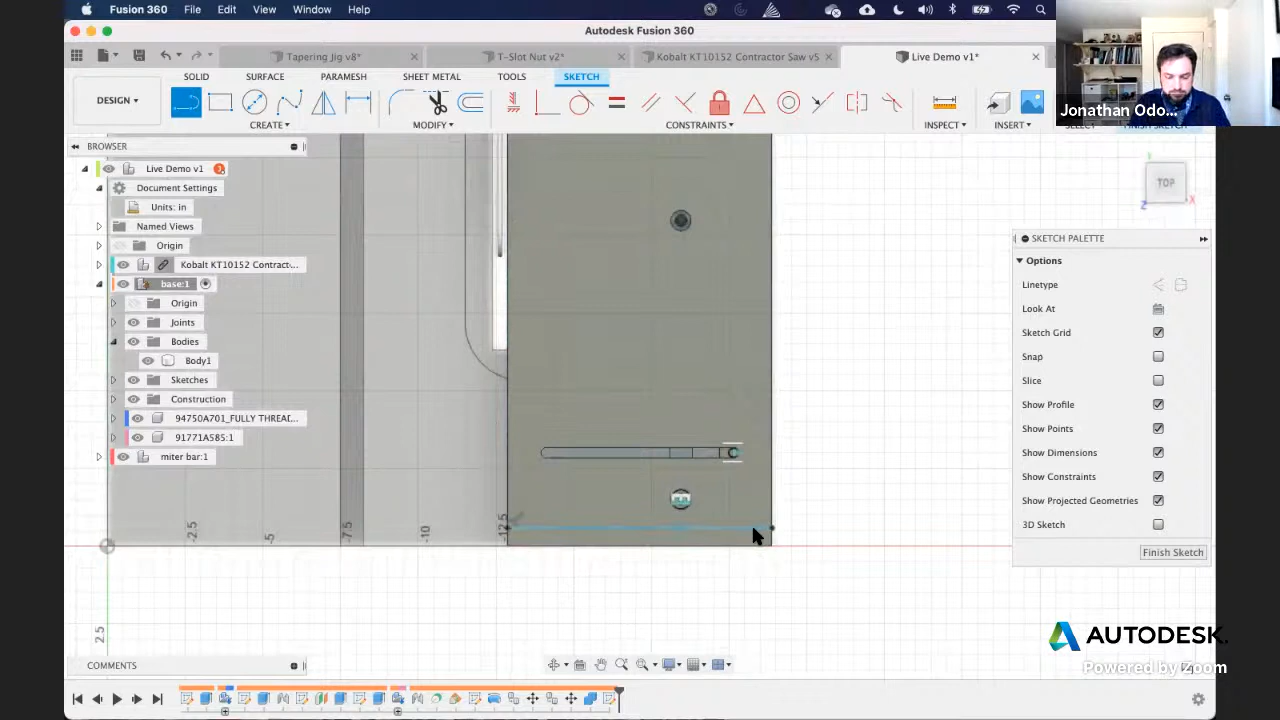 Fusion 360 File Edit View Window Help
Autodesk Fusion 360
Tapering Jig v8*
T-Slot Nut v2*
Kobalt KT10152 Contractor Saw v5
Live Demo v1*
SOLID SURFACE PARAMESH SHEET METAL TOOLS SKETCH
DESIGN
CREATE MODIFY CONSTRAINTS INSPECT INSERT
Jonathan Odo...
BROWSER
Live Demo v1
Document Settings
Units: in
Named Views
Origin
Kobalt KT10152 Contract...
base:1
Origin
Joints
Bodies
Body1
Sketches
Construction
94750A701_FULLY THREAD...
91771A585:1
miter bar:1
TOP
Z
X
SKETCH PALETTE
Options
Linetype
Look At
Sketch Grid
Snap
Slice
Show Profile
Show Points
Show Dimensions
Show Constraints
Show Projected Geometries
3D Sketch
Finish Sketch
-2.5
-5
-7.5
-10
-12.5
2.5
COMMENTS
AUTODESK.
Powered by Zoom